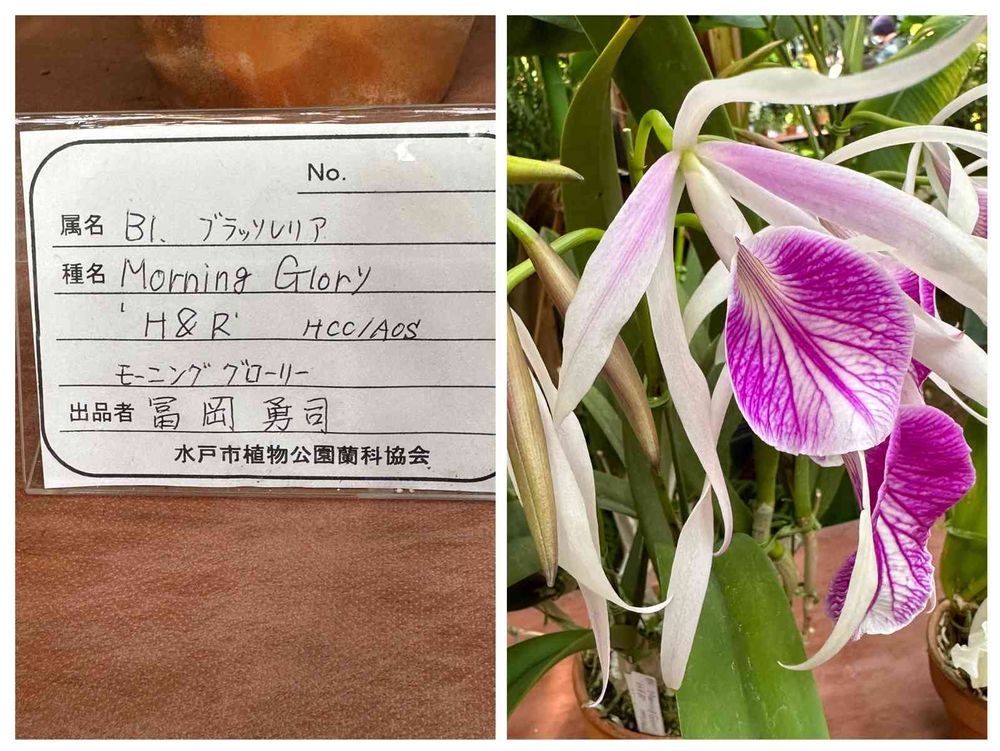 No.
属名 Bl. ブラッソレリア
種名 Morning Glory
'H&R' HCC/AOS
モーニング グローリー
出品者 冨岡 勇司
水戸市植物公園蘭科協会